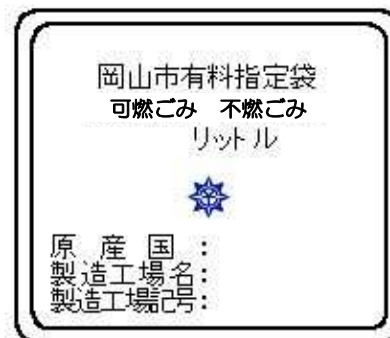 岡山市有料指定袋
可燃ごみ　不燃ごみ
リットル
原産国：
製造工場名：
製造工場記号：